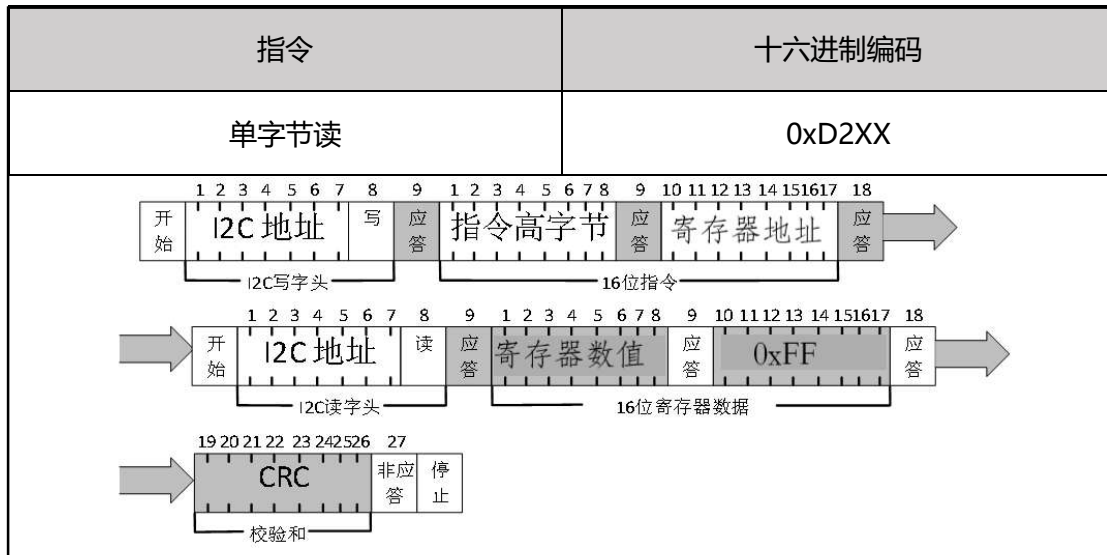 指令 十六进制编码
单字节读 0xD2XX
1 2 3 4 5 6 7 8 9 1 2 3 4 5 6 7 8 9 10 11 12 13 14 15 16 17 18
开始 I2C 地址 写 应答 指令高字节 应答 寄存器地址 应答
I2C写字头 16位指令
1 2 3 4 5 6 7 8 9 1 2 3 4 5 6 7 8 9 10 11 12 13 14 15 16 17 18
开始 I2C 地址 读 应答 寄存器数值 应答 0xFF 应答
I2C读字头 16位寄存器数据
19 20 21 22 23 24 25 26 27
CRC 非应答 停止
校验和